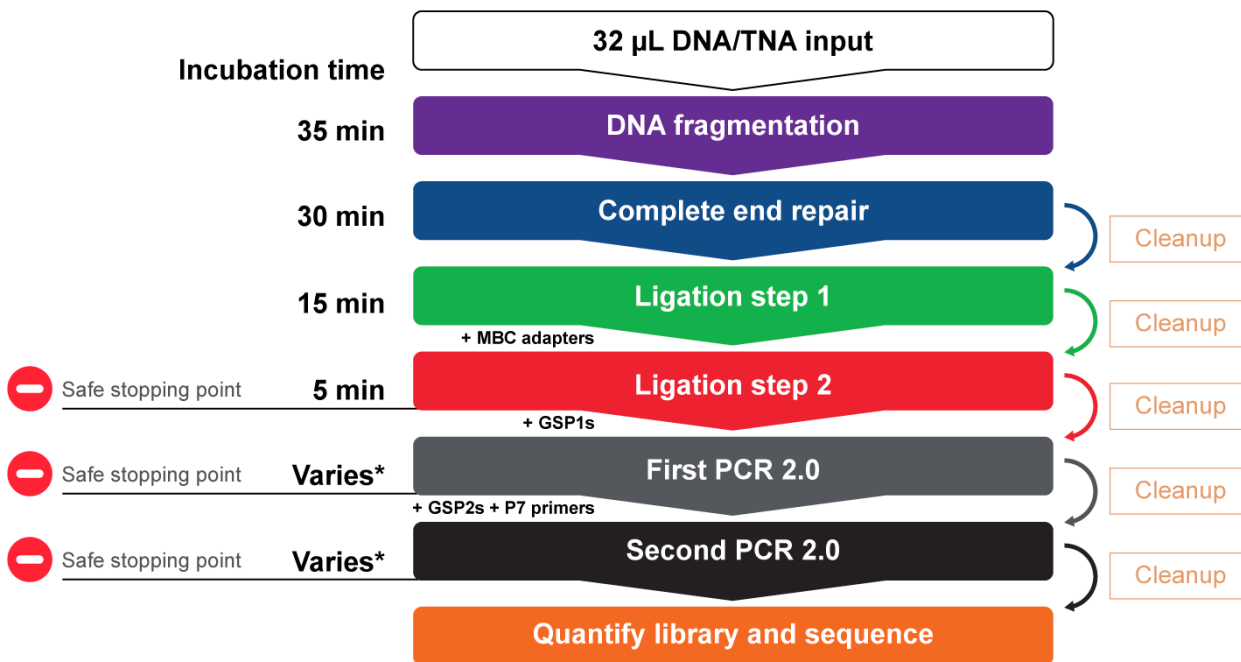 32 µL DNA/TNA input
Incubation time
35 min
DNA fragmentation
30 min
Complete end repair
Cleanup
15 min
Ligation step 1
Cleanup
+ MBC adapters
Safe stopping point
5 min
Ligation step 2
Cleanup
+ GSP1s
Safe stopping point
Varies*
First PCR 2.0
Cleanup
+ GSP2s + P7 primers
Safe stopping point
Varies*
Second PCR 2.0
Cleanup
Quantify library and sequence